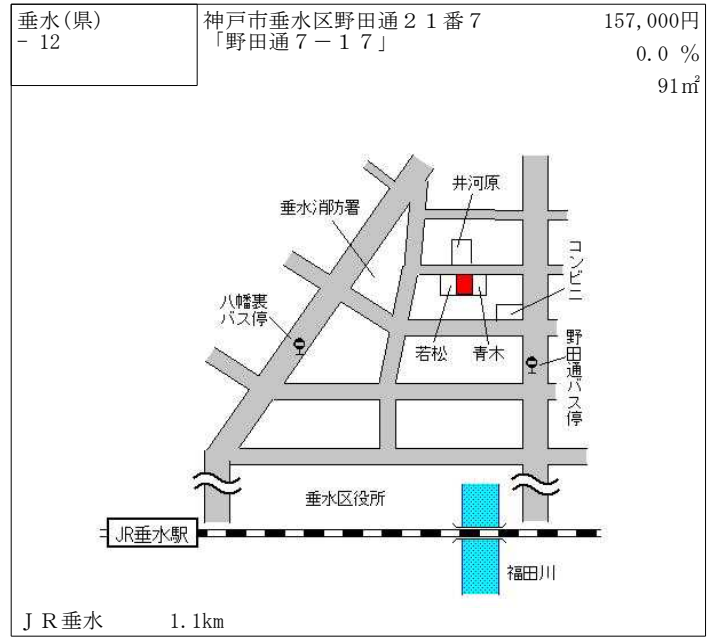 垂水(県)
- 12
神戸市垂水区野田通２１番７
「野田通７－１７」
157,000円
0.0 %
91㎡
井河原
垂水消防署
コンビニ
八幡裏
バス停
若松
青木
野田通バス停
垂水区役所
JR垂水駅
福田川
ＪＲ垂水 1.1km